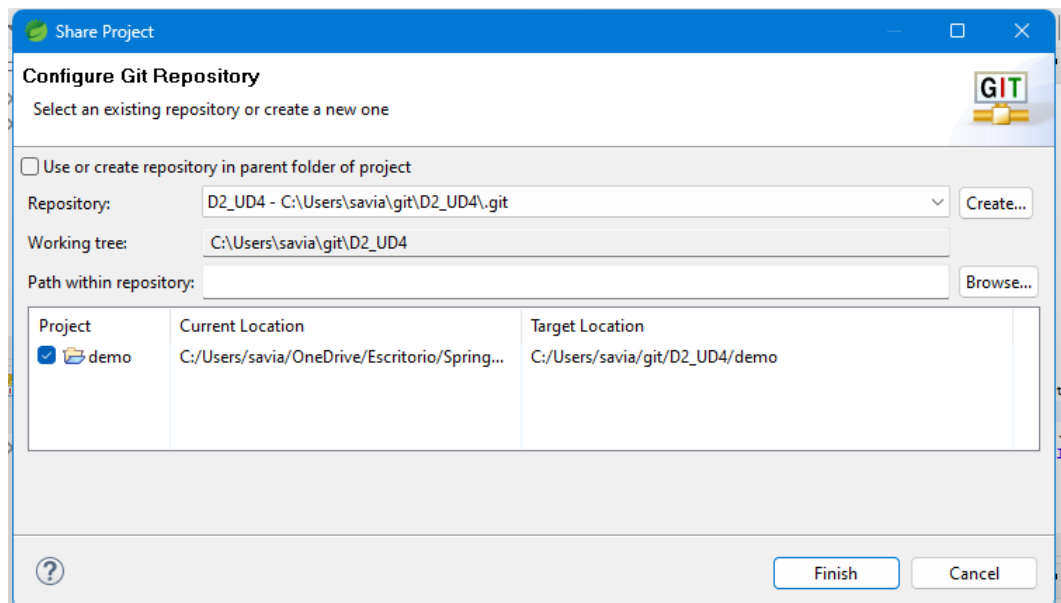 Share Project
Configure Git Repository
Select an existing repository or create a new one
GIT
Use or create repository in parent folder of project
Repository: D2_UD4 - C:\Users\savia\git\D2_UD4\.git Create...
Working tree: C:\Users\savia\git\D2_UD4
Path within repository: Browse...
Project Current Location Target Location
demo C:/Users/savia/OneDrive/Escritorio/Spring... C:/Users/savia/git/D2_UD4/demo
? Finish Cancel